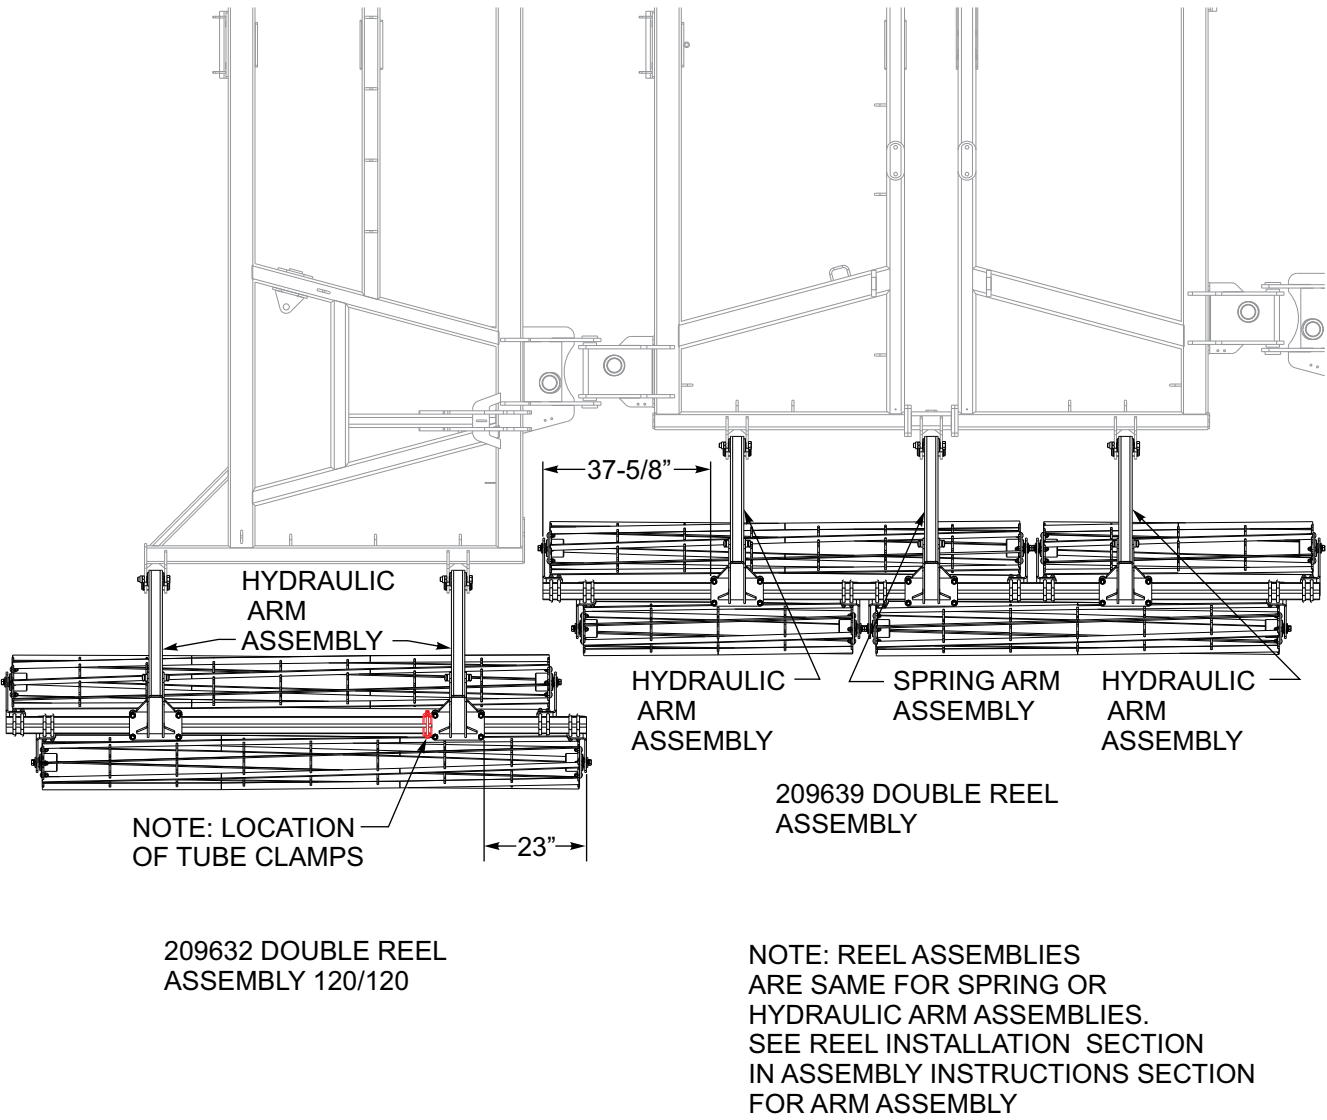 37-5/8”
HYDRAULIC
ARM
ASSEMBLY
HYDRAULIC
ARM
ASSEMBLY
SPRING ARM
ASSEMBLY
HYDRAULIC
ARM
ASSEMBLY
209639 DOUBLE REEL
ASSEMBLY
NOTE: LOCATION
OF TUBE CLAMPS
23”
209632 DOUBLE REEL
ASSEMBLY 120/120
NOTE: REEL ASSEMBLIES
ARE SAME FOR SPRING OR
HYDRAULIC ARM ASSEMBLIES.
SEE REEL INSTALLATION SECTION
IN ASSEMBLY INSTRUCTIONS SECTION
FOR ARM ASSEMBLY